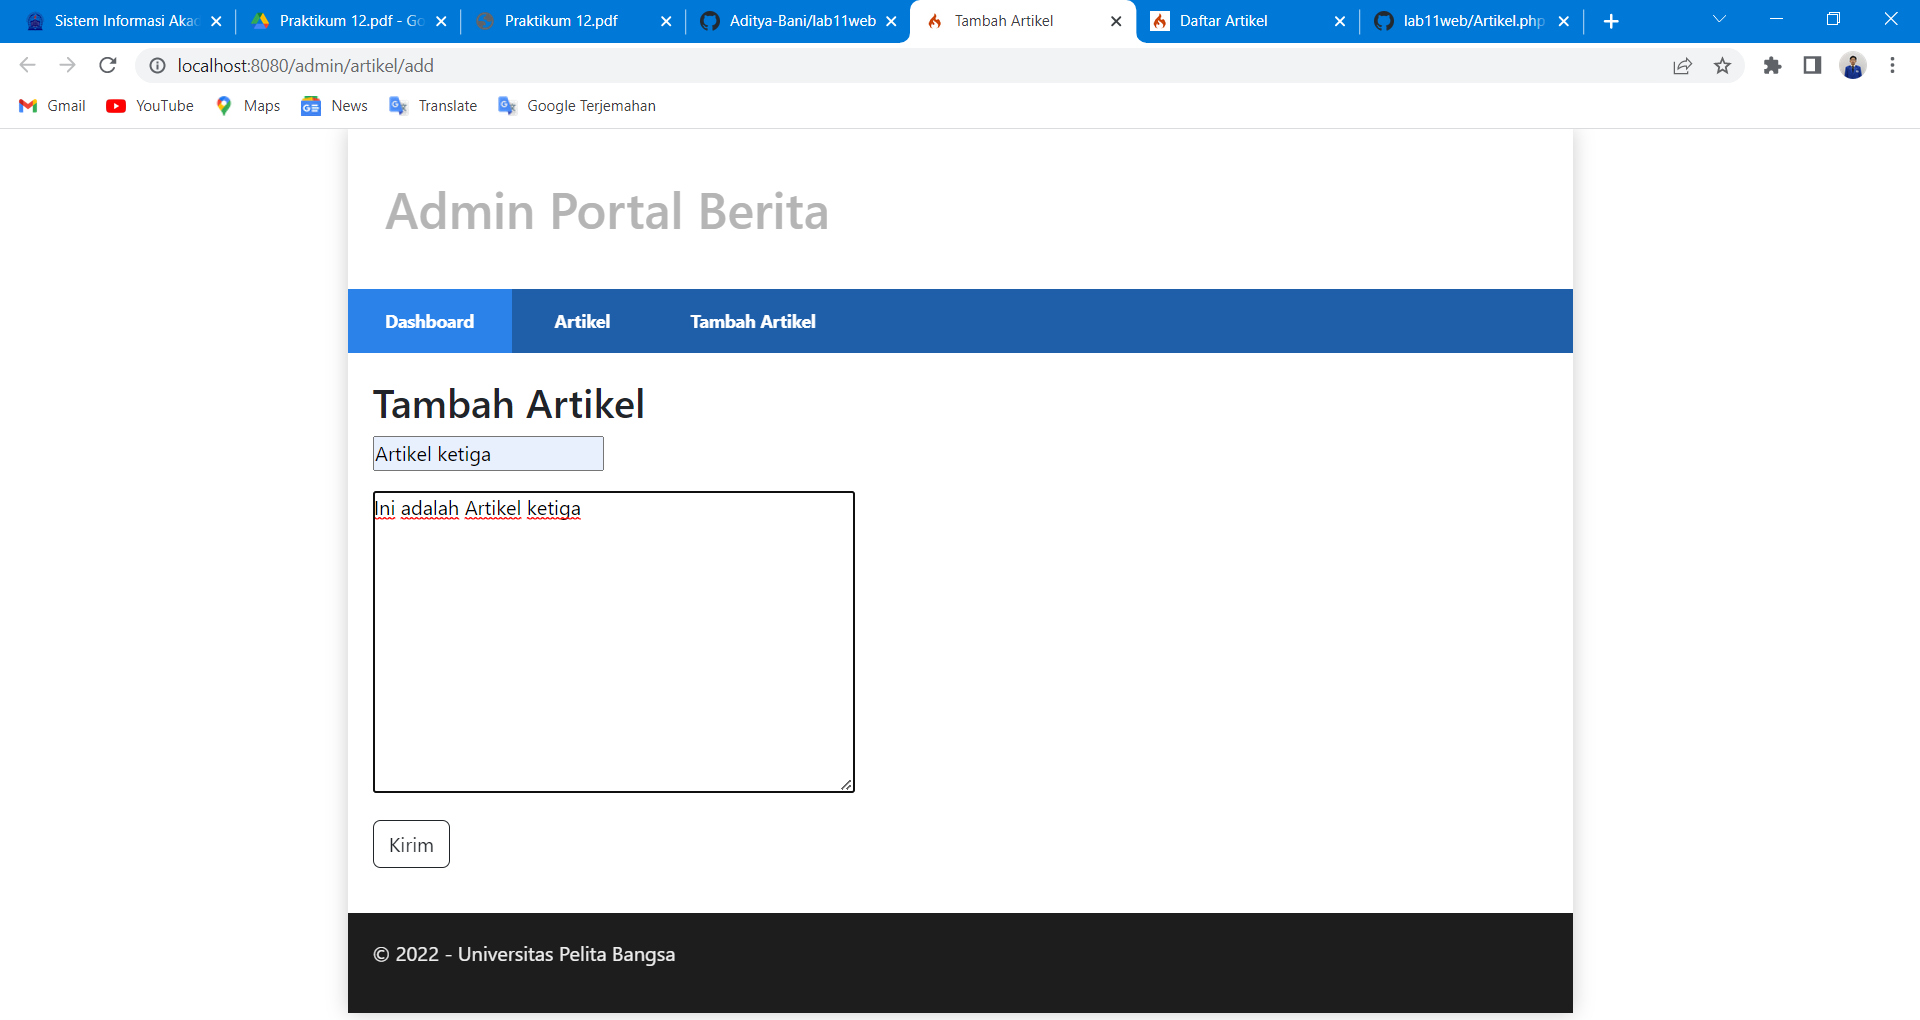 Sistem Informasi Akac
Praktikum 12.pdf - Go
Praktikum 12.pdf
Aditya-Bani/lab11web
Tambah Artikel
Daftar Artikel
lab11web/Artikel.php
localhost:8080/admin/artikel/add
Gmail
YouTube
Maps
News
Translate
Google Terjemahan
Admin Portal Berita
Dashboard
Artikel
Tambah Artikel
Tambah Artikel
Artikel ketiga
Ini adalah Artikel ketiga
Kirim
© 2022 - Universitas Pelita Bangsa